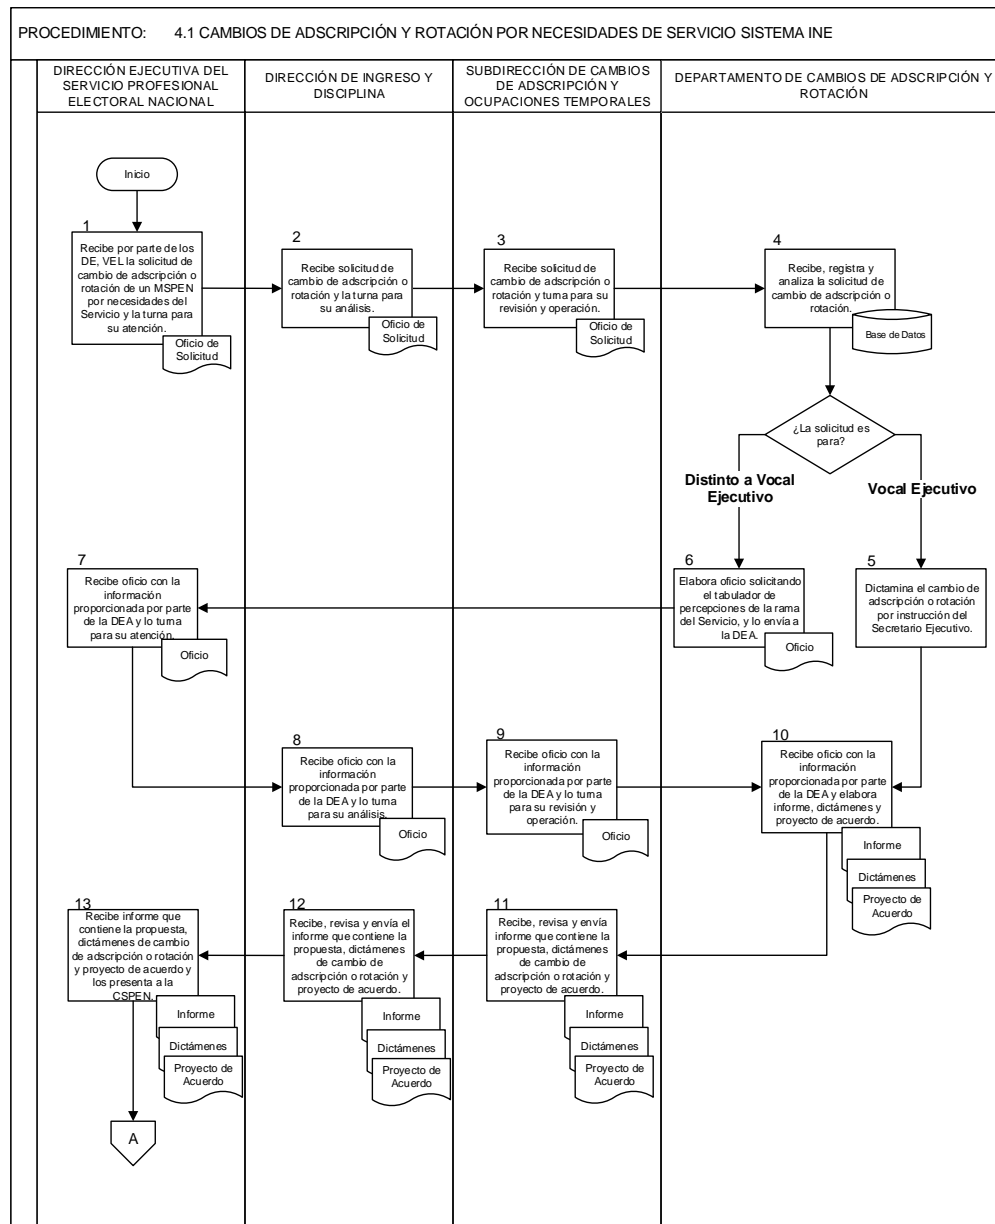 PROCEDIMIENTO: 4.1 CAMBIOS DE ADSCRIPCIÓN Y ROTACIÓN POR NECESIDADES DE SERVICIO SISTEMA INE
DIRECCIÓN EJECUTIVA DEL
SERVICIO PROFESIONAL
ELECTORAL NACIONAL
DIRECCIÓN DE INGRESO Y
DISCIPLINA
SUBDIRECCIÓN DE CAMBIOS
DE ADSCRIPCIÓN Y
OCUPACIONES TEMPORALES
DEPARTAMENTO DE CAMBIOS DE ADSCRIPCIÓN Y
ROTACIÓN
Inicio
1
Recibe por parte de los
DE, VEL la solicitud de
cambio de adscripción o
rotación de un MSPEN
por necesidades del
Servicio y la turna para
su atención.
Oficio de
Solicitud
2
Recibe solicitud de
cambio de adscripción o
rotación y la turna para
su análisis.
Oficio de
Solicitud
3
Recibe solicitud de
cambio de adscripción o
rotación y turna para su
revisión y operación.
Oficio de
Solicitud
4
Recibe, registra y
analiza la solicitud de
cambio de adscripción o
rotación.
Base de Datos
¿La solicitud es
para?
Distinto a Vocal
Ejecutivo
Vocal Ejecutivo
7
Recibe oficio con la
información
proporcionada por parte
de la DEA y lo turna
para su atención.
Oficio
6
Elabora oficio solicitando
el tabulador de
percepciones de la rama
del Servicio, y lo envía a
la DEA.
Oficio
5
Dictamina el cambio de
adscripción o rotación
por instrucción del
Secretario Ejecutivo.
8
Recibe oficio con la
información
proporcionada por parte
de la DEA y lo turna
para su análisis.
Oficio
9
Recibe oficio con la
información
proporcionada por parte
de la DEA y lo turna
para su revisión y
operación.
Oficio
10
Recibe oficio con la
información
proporcionada por parte
de la DEA y elabora
informe, dictámenes y
proyecto de acuerdo.
Informe
Dictámenes
Proyecto de
Acuerdo
13
Recibe informe que
contiene la propuesta,
dictámenes de cambio
de adscripción o rotación
y proyecto de acuerdo y
los presenta a la
CSPEN.
Informe
Dictámenes
Proyecto de
Acuerdo
12
Recibe, revisa y envía el
informe que contiene la
propuesta, dictámenes
de cambio de
adscripción o rotación y
proyecto de acuerdo.
Informe
Dictámenes
Proyecto de
Acuerdo
11
Recibe, revisa y envía
informe que contiene la
propuesta, dictámenes
de cambio de
adscripción o rotación y
proyecto de acuerdo.
Informe
Dictámenes
Proyecto de
Acuerdo
A